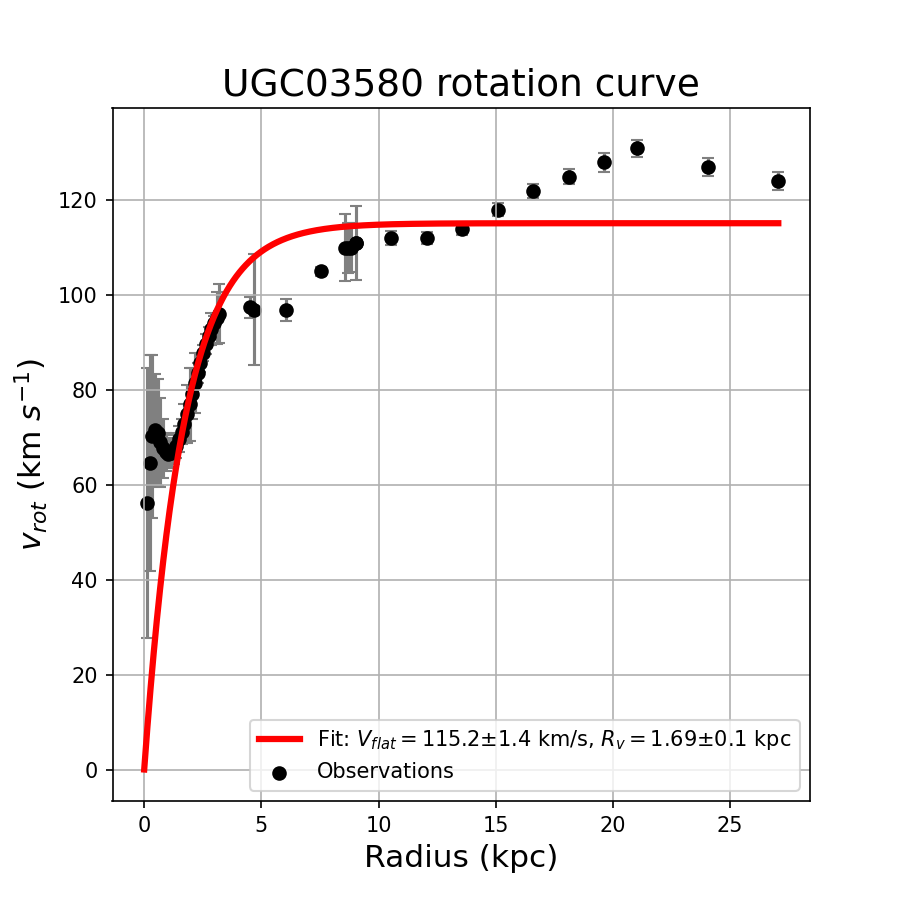 UGC03580 rotation curve
v_rot (km s⁻¹)
120
100
80
60
40
20
0
Fit: V_flat = 115.2±1.4 km/s, R_v = 1.69±0.1 kpc
Observations
0 5 10 15 20 25
Radius (kpc)